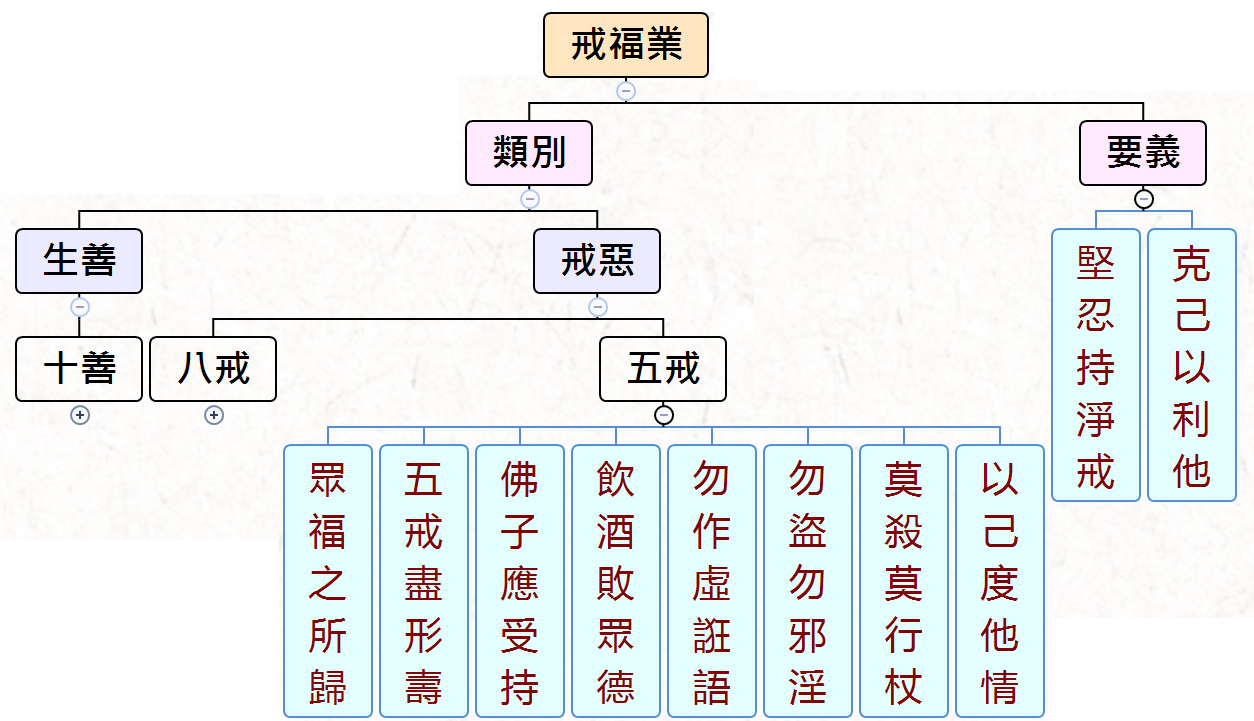 戒福業
類別
要義
生善
戒惡
十善
八戒
五戒
克己以利他
堅忍持淨戒
以己度他情
莫殺莫行杖
勿盜勿邪淫
勿作虛誑語
飲酒敗眾德
佛子應受持
五戒盡形壽
眾福之所歸